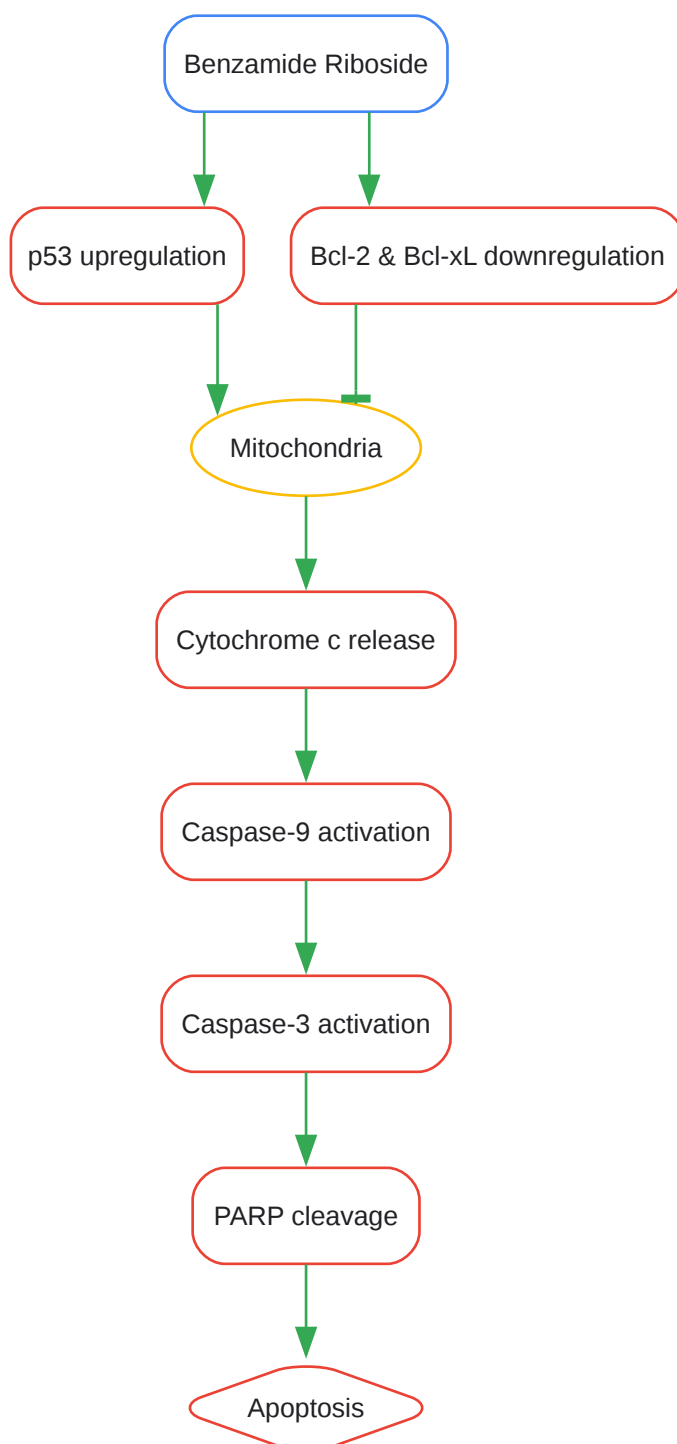 Benzamide Riboside
p53 upregulation
Bcl-2 & Bcl-xL downregulation
Mitochondria
Cytochrome c release
Caspase-9 activation
Caspase-3 activation
PARP cleavage
Apoptosis